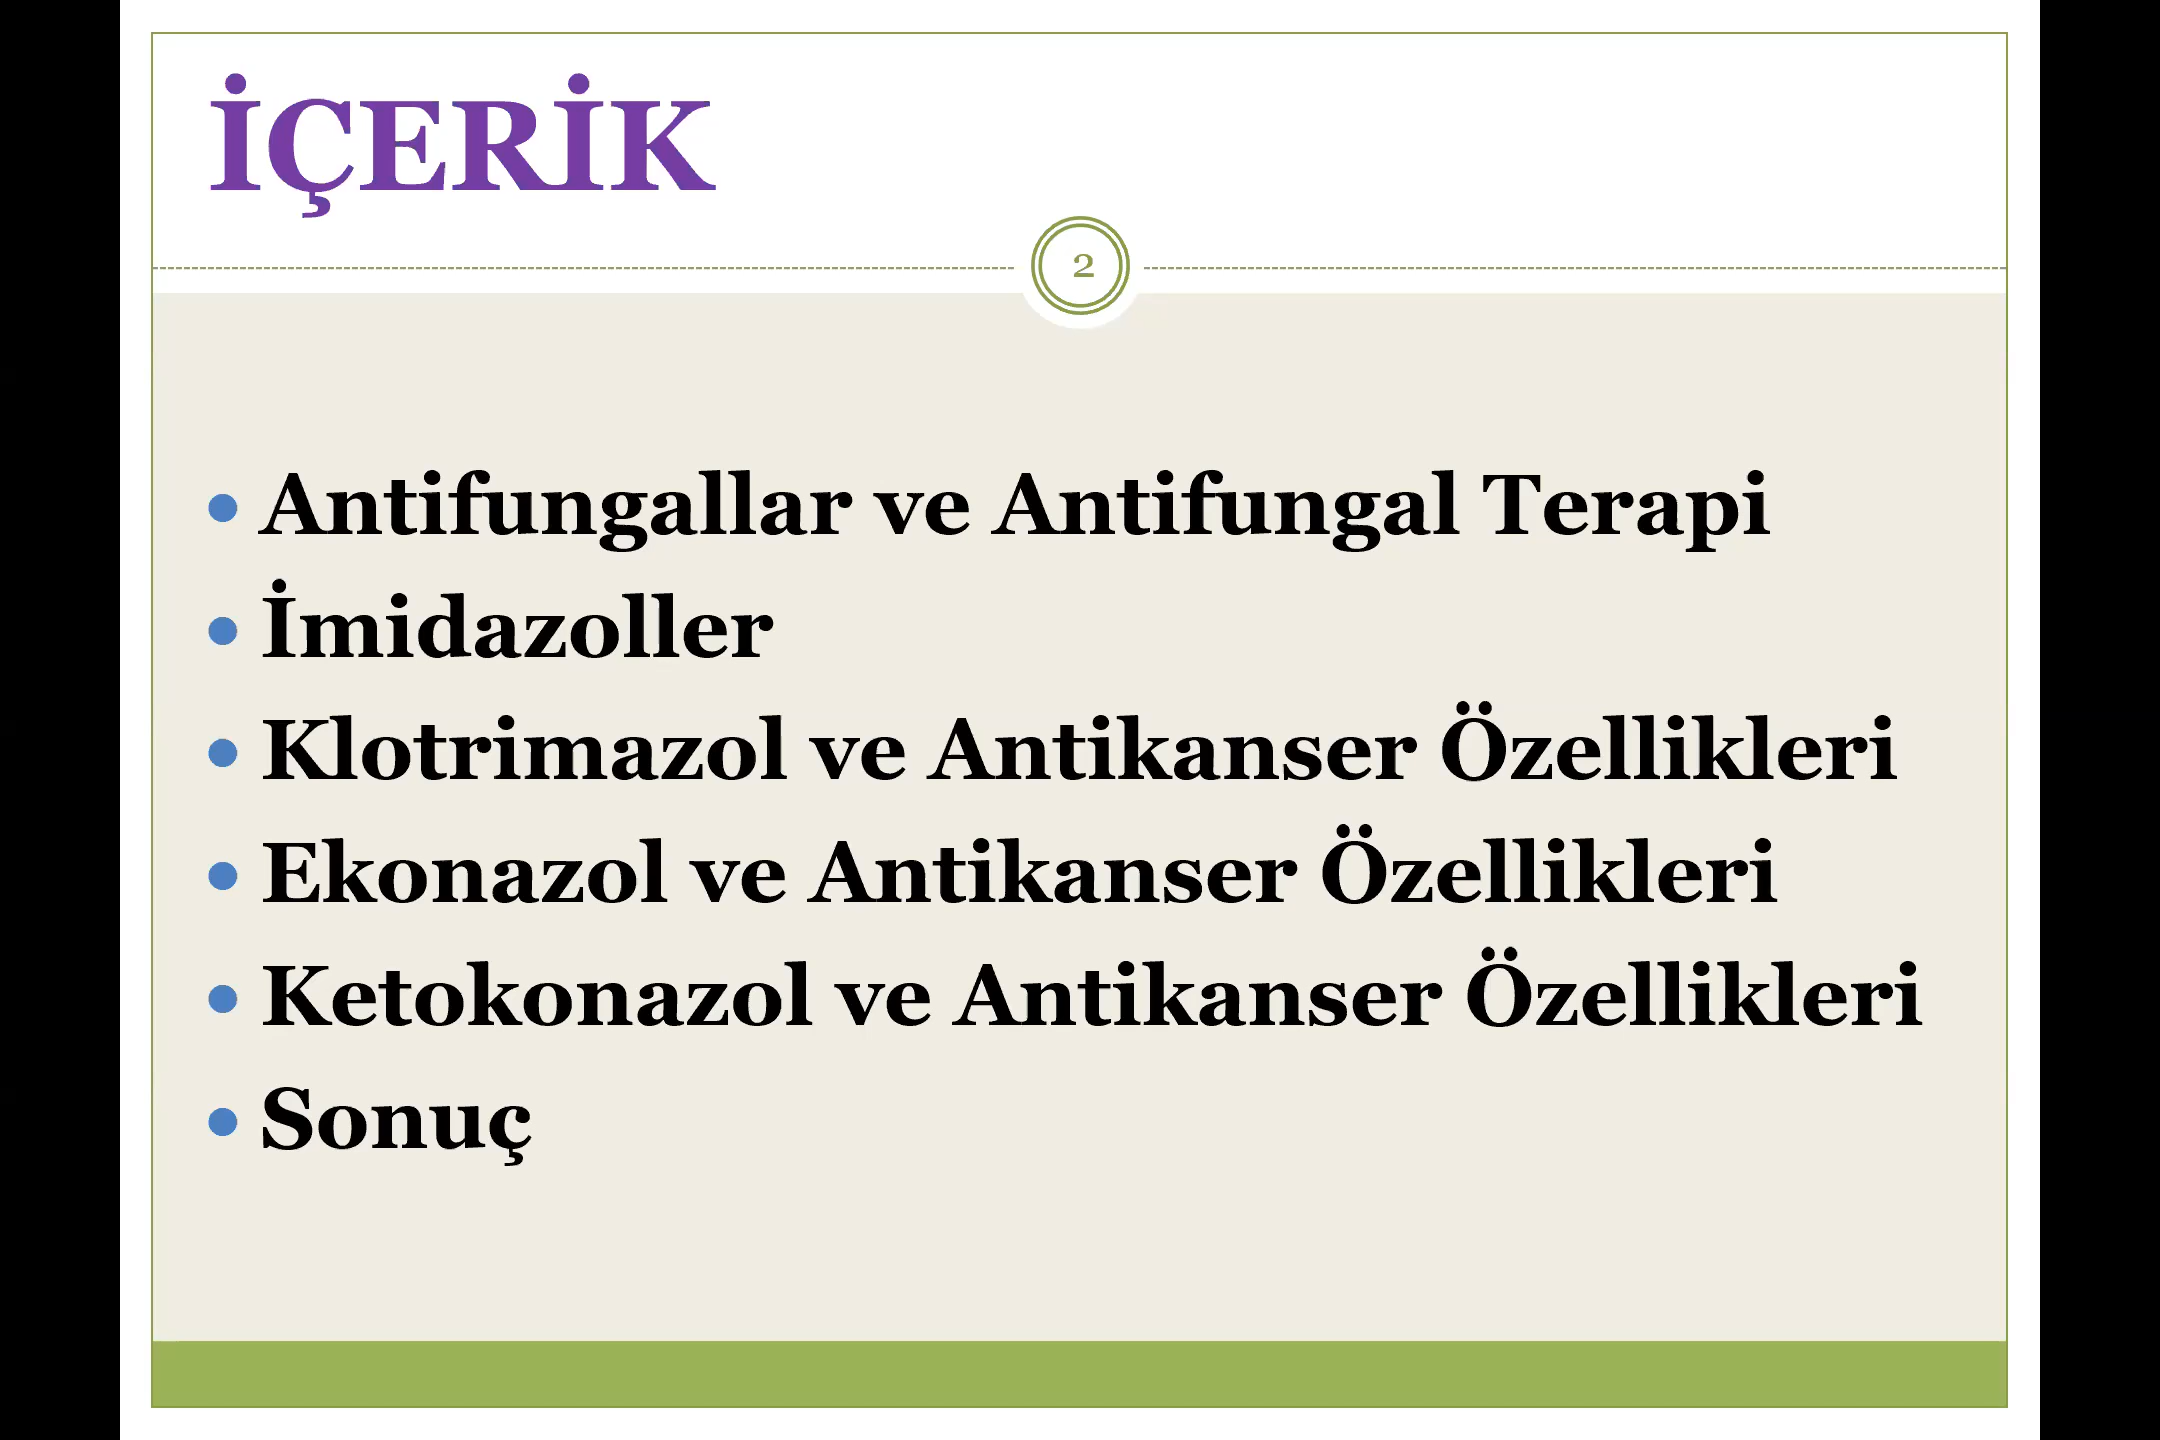 İÇERİK
2
• Antifungallar ve Antifungal Terapi
• İmidazoller
• Klotrimazol ve Antikanser Özellikleri
• Ekonazol ve Antikanser Özellikleri
• Ketokonazol ve Antikanser Özellikleri
• Sonuç